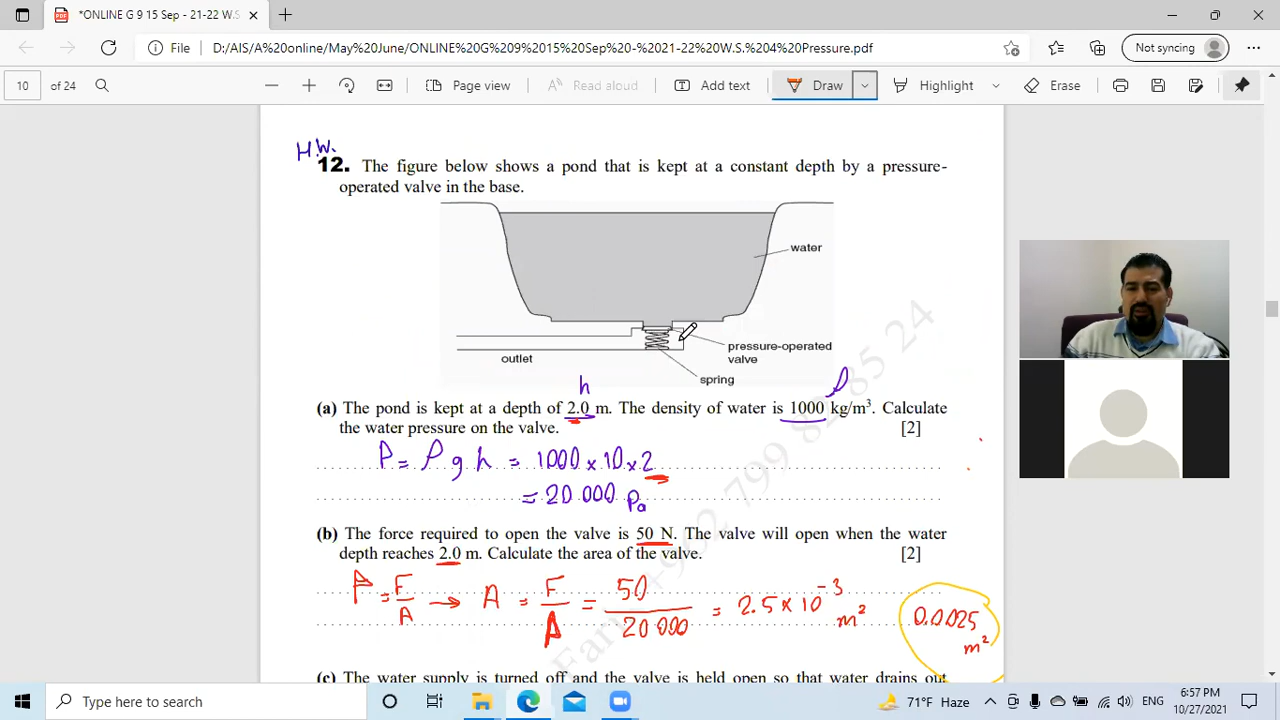 *ONLINE G 9 15 Sep - 21-22 W.S
File D:/AIS/A%20online/May%20June/ONLINE%20G%209%2015%20Sep%20-%2021-22%20W.S.%204%20Pressure.pdf Not syncing
10 of 24 Page view Read aloud Add text Draw Highlight Erase
H.W.
12. The figure below shows a pond that is kept at a constant depth by a pressure-
operated valve in the base.
water
pressure-operated
valve
outlet
spring
h ρ
(a) The pond is kept at a depth of 2.0 m. The density of water is 1000 kg/m³. Calculate
the water pressure on the valve. [2]
P = ρ g h = 1000 × 10 × 2
= 20 000 Pa
(b) The force required to open the valve is 50 N. The valve will open when the water
depth reaches 2.0 m. Calculate the area of the valve. [2]
P = F/A → A = F/P = 50/20 000 = 2.5 × 10⁻³ m²
0.0025 m²
(c) The water supply is turned off and the valve is held open so that water drains out
Type here to search
71°F Haze
ENG
6:57 PM
10/27/2021